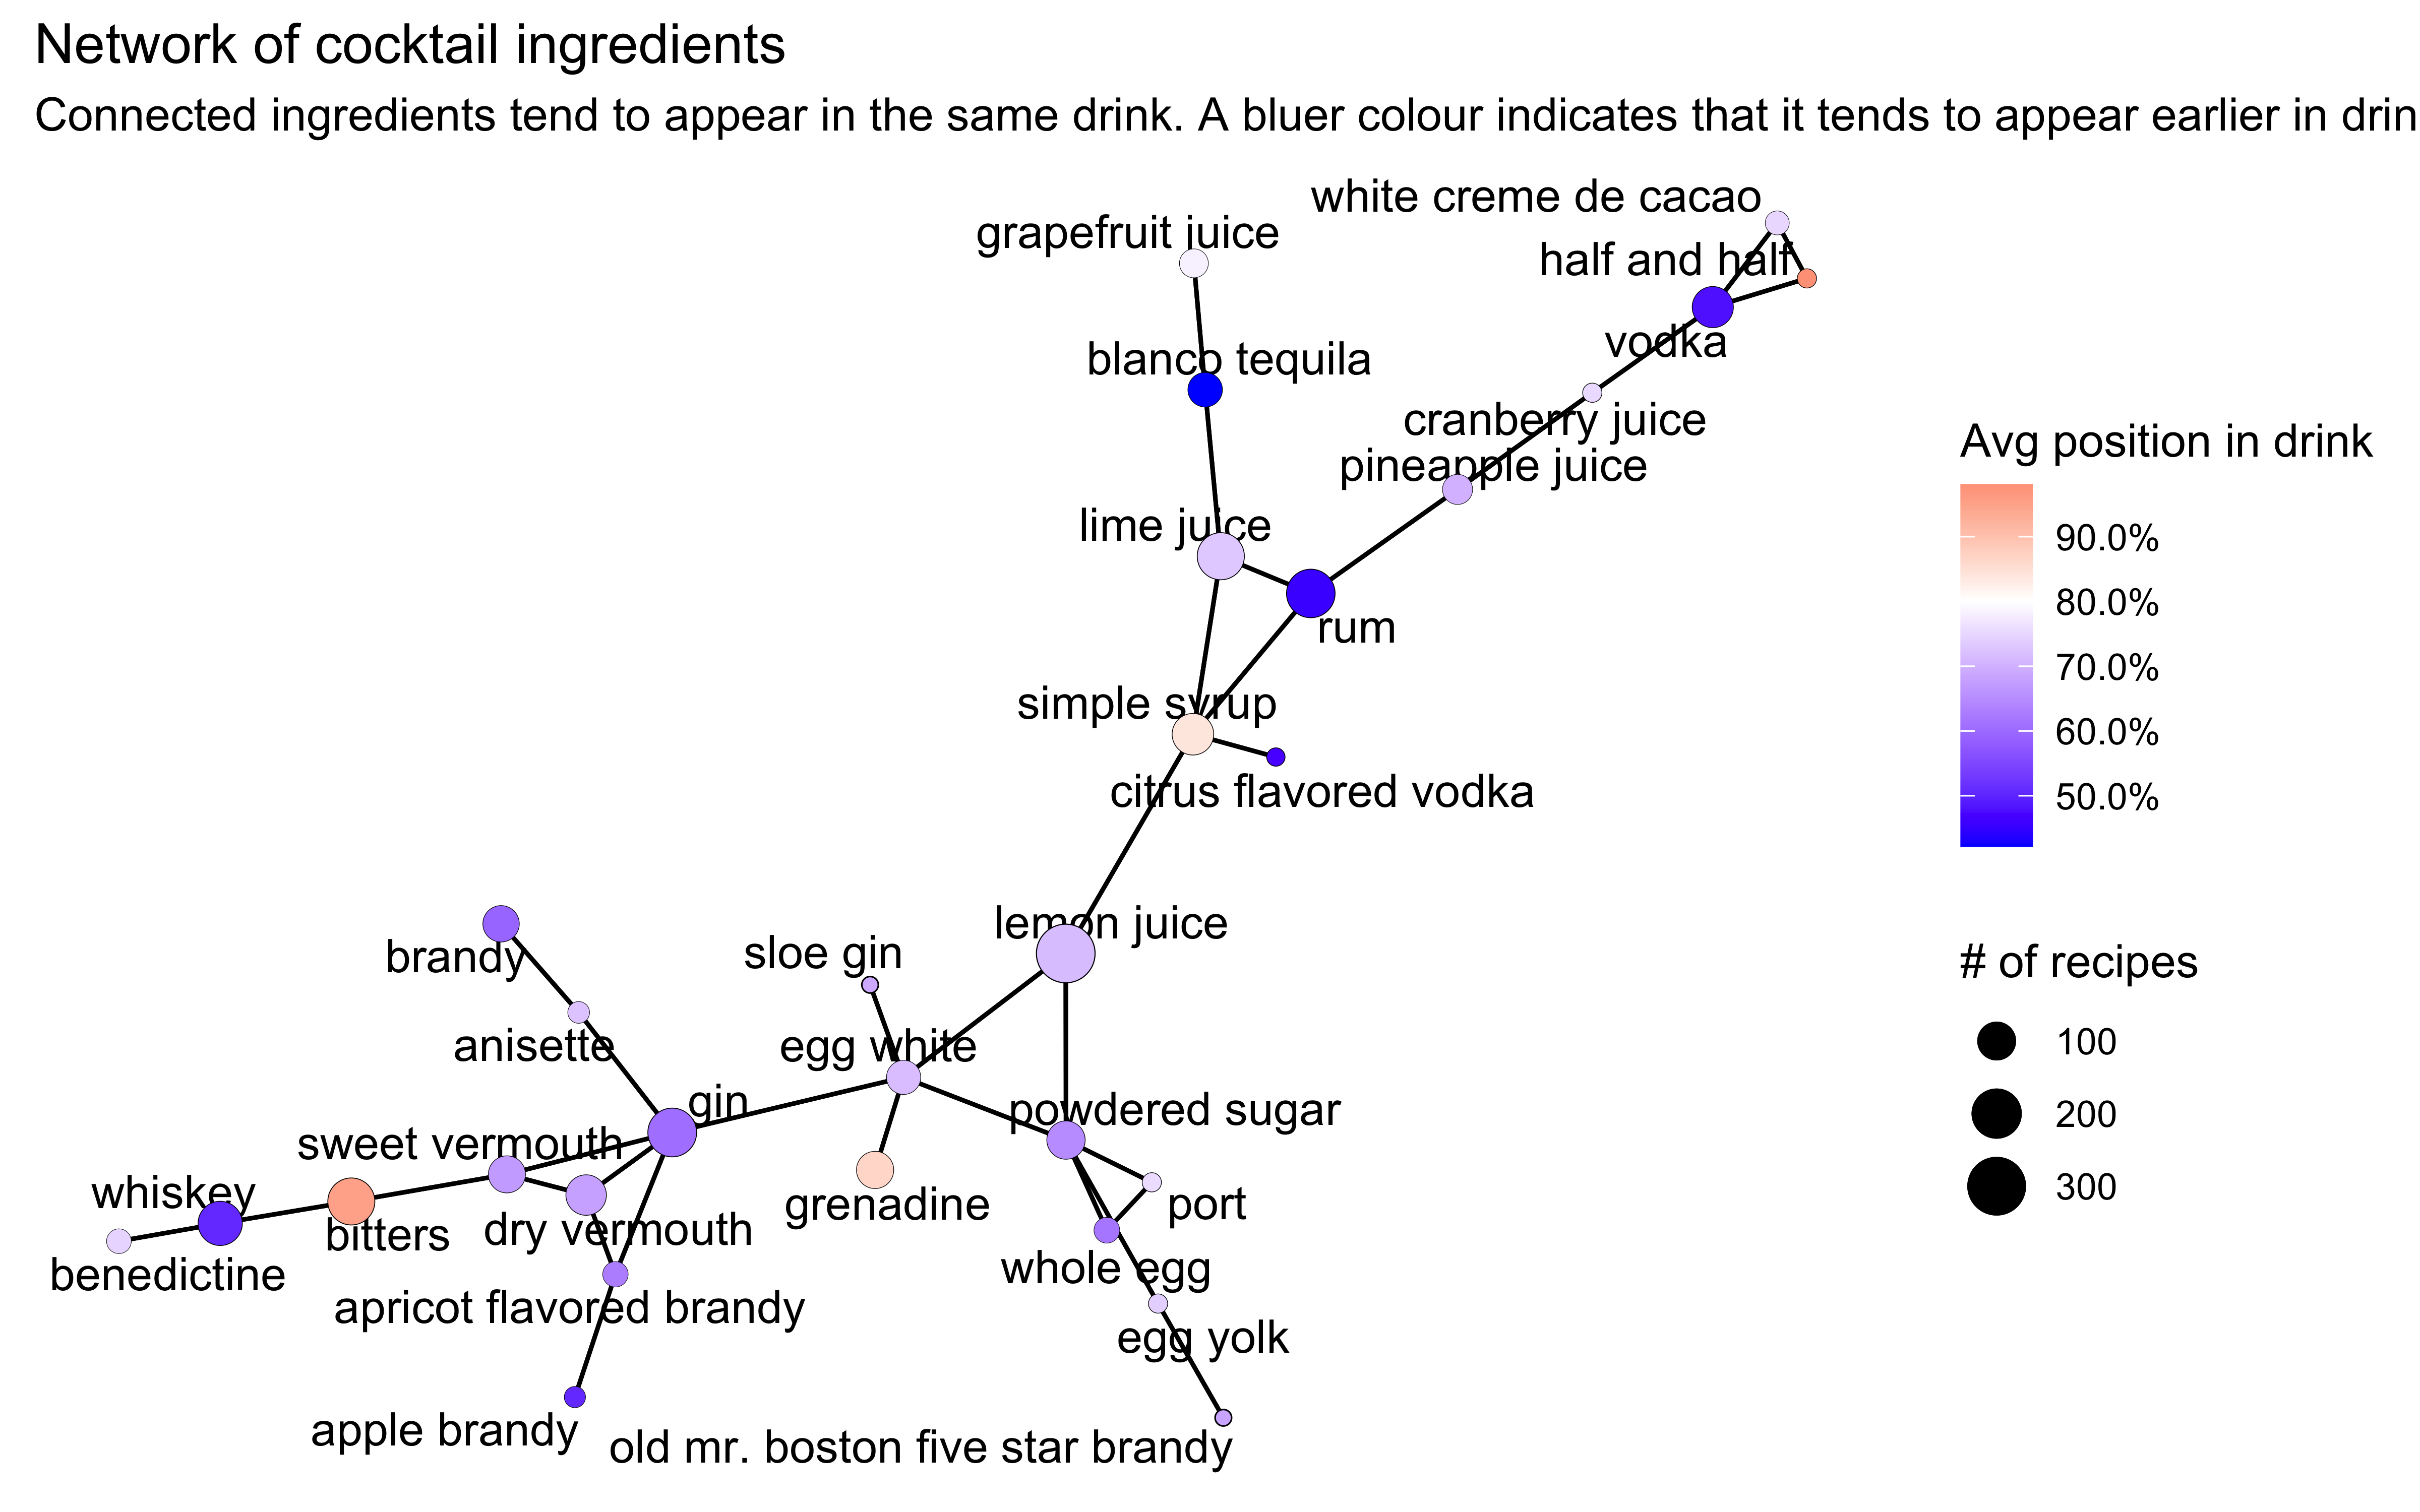 Network of cocktail ingredients
Connected ingredients tend to appear in the same drink. A bluer colour indicates that it tends to appear earlier in drin
white creme de cacao
grapefruit juice
half and half
vodka
blanco tequila
cranberry juice
pineapple juice
lime juice
rum
simple syrup
citrus flavored vodka
lemon juice
brandy
sloe gin
anisette
egg white
gin
powdered sugar
sweet vermouth
whiskey
bitters
dry vermouth
grenadine
port
benedictine
whole egg
apricot flavored brandy
egg yolk
apple brandy
old mr. boston five star brandy
Avg position in drink
90.0%
80.0%
70.0%
60.0%
50.0%
# of recipes
100
200
300